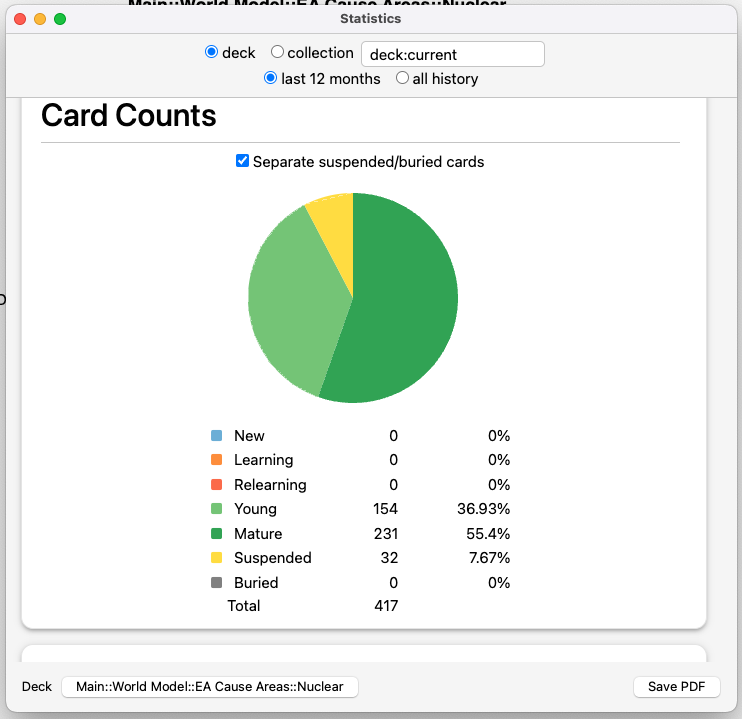 Main::World Model::EA Cause Areas::Nuclear
Statistics
deck collection deck:current
last 12 months all history
Card Counts
Separate suspended/buried cards
New 0 0%
Learning 0 0%
Relearning 0 0%
Young 154 36.93%
Mature 231 55.4%
Suspended 32 7.67%
Buried 0 0%
Total 417
Deck Main::World Model::EA Cause Areas::Nuclear Save PDF